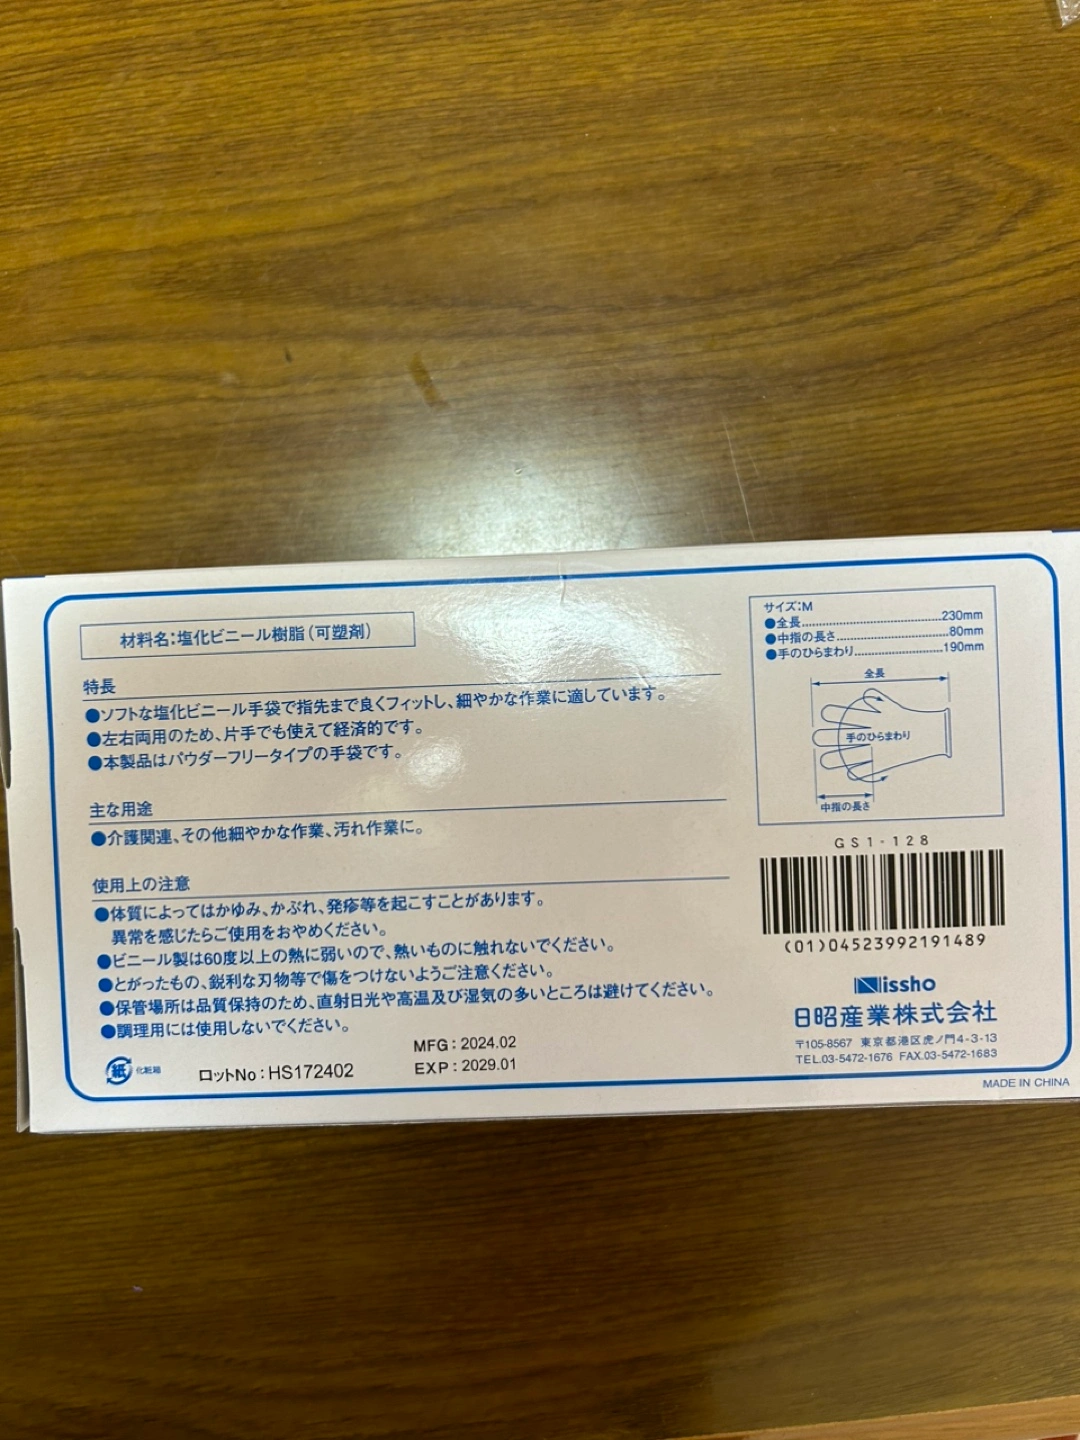 材料名:塩化ビニール樹脂(可塑剤)
特長
●ソフトな塩化ビニール手袋で指先まで良くフィットし、細やかな作業に適しています。
●左右両用のため、片手でも使えて経済的です。
●本製品はパウダーフリータイプの手袋です。
主な用途
●介護関連、その他細やかな作業、汚れ作業に。
使用上の注意
●体質によってはかゆみ、かぶれ、発疹等を起こすことがあります。
異常を感じたらご使用をおやめください。
●ビニール製は60度以上の熱に弱いので、熱いものに触れないでください。
●とがったもの、鋭利な刃物等で傷をつけないようご注意ください。
●保管場所は品質保持のため、直射日光や高温及び湿気の多いところは避けてください。
●調理用には使用しないでください。
紙 化粧箱
ロットNo:HS172402
MFG:2024.02
EXP:2029.01
サイズ:M
●全長……………………………230mm
●中指の長さ……………………80mm
●手のひらまわり………………190mm
全長
手のひらまわり
中指の長さ
GS1-128
(01)04523992191489
Nissho
日昭産業株式会社
〒105-8567 東京都港区虎ノ門4-3-13
TEL.03-5472-1676 FAX.03-5472-1683
MADE IN CHINA